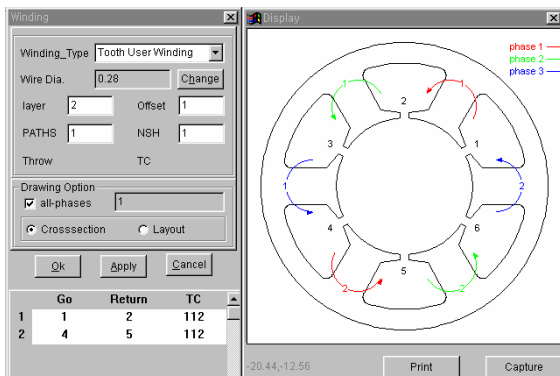 Winding
Winding_Type Tooth User Winding
Wire Dia. 0.28 Change
layer 2 Offset 1
PATHS 1 NSH 1
Throw TC
Drawing Option
all-phases 1
Crosssection Layout
Ok Apply Cancel
Go Return TC
1 1 2 112
2 4 5 112
Display
phase 1
phase 2
phase 3
1 1
2
3 1
1 2
4 6
5
2 2
-20.44,-12.56 Print Capture